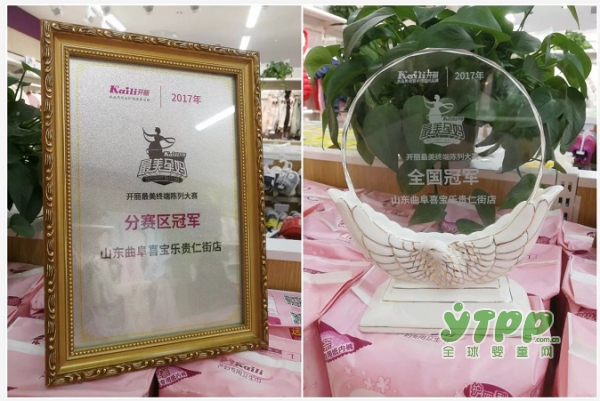 Kaili开丽
2017年
最美孕妈
开丽最美终端陈列大赛
分赛区冠军
山东曲阜喜宝乐贵仁街店
Kaili开丽
2017年
最美孕妈
开丽最美终端陈列大赛
全国冠军
山东曲阜喜宝乐贵仁街店
YTPP.com.cn
全球婴童网